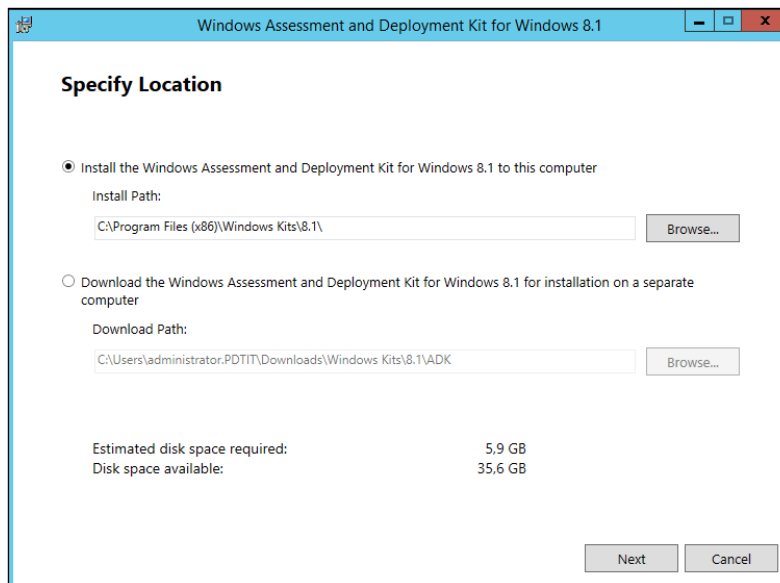 Windows Assessment and Deployment Kit for Windows 8.1
Specify Location
Install the Windows Assessment and Deployment Kit for Windows 8.1 to this computer
Install Path:
C:\Program Files (x86)\Windows Kits\8.1\
Browse...
Download the Windows Assessment and Deployment Kit for Windows 8.1 for installation on a separate
computer
Download Path:
C:\Users\administrator.PDTIT\Downloads\Windows Kits\8.1\ADK
Browse...
Estimated disk space required: 5,9 GB
Disk space available: 35,6 GB
Next Cancel